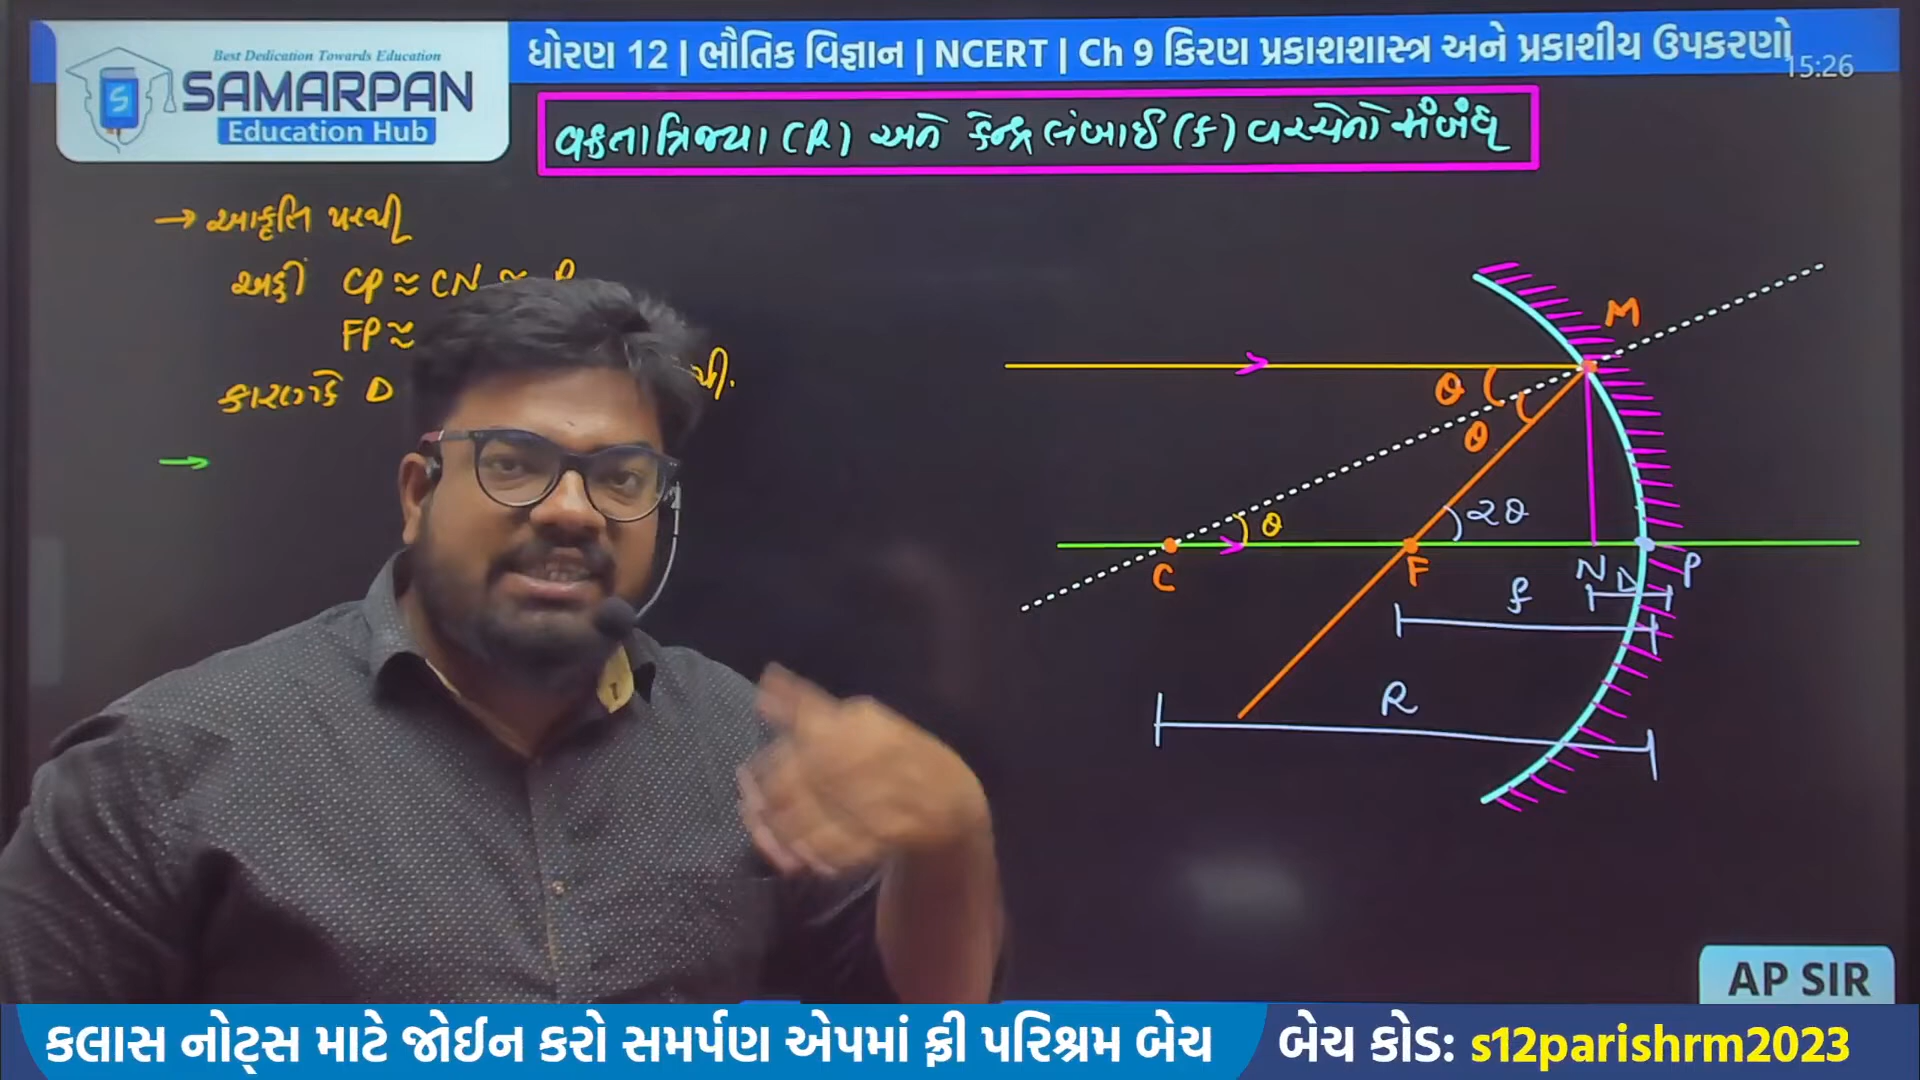 Best Dedication Towards Education
SAMARPAN
Education Hub
ધોરણ 12 | ભૌતિક વિજ્ઞાન | NCERT | Ch 9 કિરણ પ્રકાશશાસ્ત્ર અને પ્રકાશીય ઉપકરણો
15:26
વક્રતાત્રિજ્યા (R) અને કેન્દ્રલંબાઈ (f) વચ્ચેનો સંબંધ
→ આકૃતિ પરથી
અહીં CP ≈ CN ≈
FP ≈
કારણકે D
→
M
θ
θ
θ
2θ
C
F
N
D
P
f
R
AP SIR
કલાસ નોટ્સ માટે જોઈન કરો સમર્પણ એપમાં ફ્રી પરિશ્રમ બેચ
બેચ કોડ: s12parishrm2023